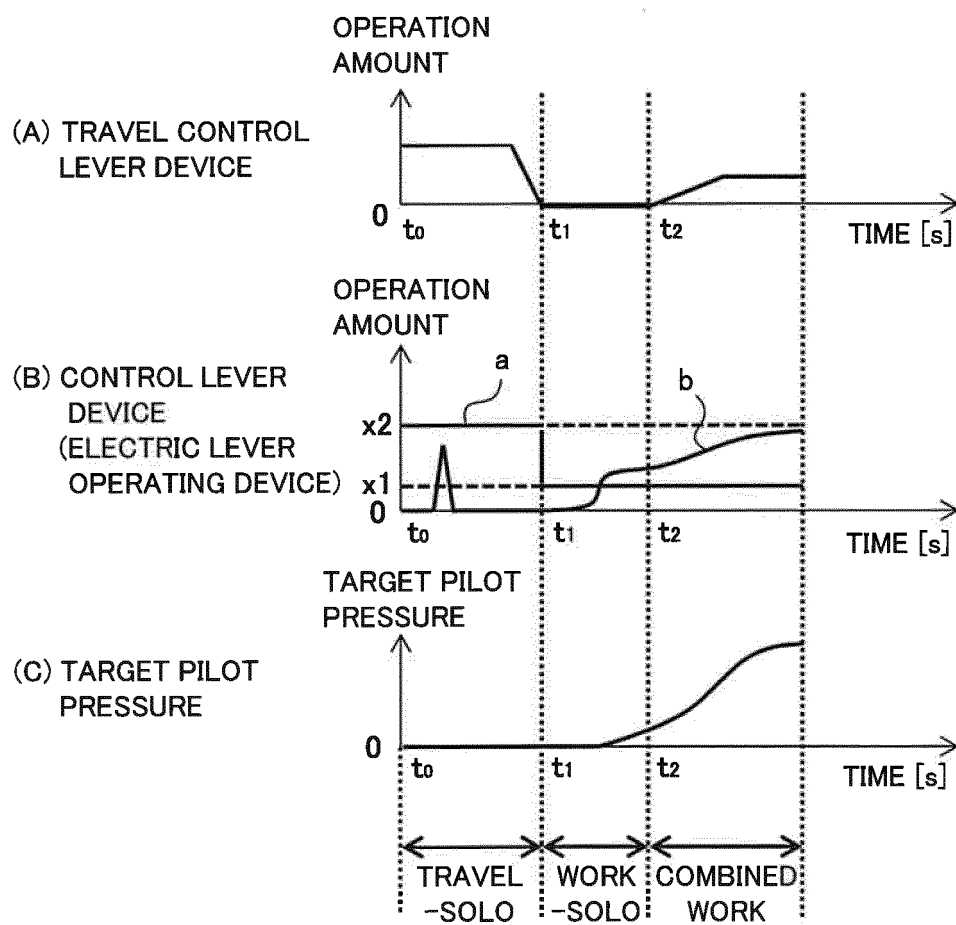 OPERATION
AMOUNT
(A) TRAVEL CONTROL
LEVER DEVICE
0
t0 t1 t2 TIME [s]
OPERATION
AMOUNT
(B) CONTROL LEVER
DEVICE
(ELECTRIC LEVER
OPERATING DEVICE)
a
b
x2
x1
0
t0 t1 t2 TIME [s]
TARGET PILOT
PRESSURE
(C) TARGET PILOT
PRESSURE
0
t0 t1 t2 TIME [s]
TRAVEL
-SOLO
WORK
-SOLO
COMBINED
WORK